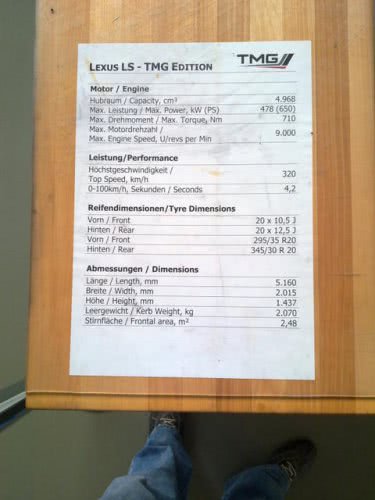 LEXUS LS - TMG EDITION
TMG
Motor / Engine
Hubraum / Capacity, cm³ 4.968
Max. Leistung / Max. Power, kW (PS) 478 (650)
Max. Drehmoment / Max. Torque, Nm 710
Max. Motordrehzahl /
Max. Engine Speed, U/revs per Min 9.000
Leistung/Performance
Höchstgeschwindigkeit /
Top Speed, km/h 320
0-100km/h, Sekunden / Seconds 4,2
Reifendimensionen/Tyre Dimensions
Vorn / Front 20 x 10,5 J
Hinten / Rear 20 x 12,5 J
Vorn / Front 295/35 R20
Hinten / Rear 345/30 R 20
Abmessungen / Dimensions
Länge / Length, mm 5.160
Breite / Width, mm 2.015
Höhe / Height, mm 1.437
Leergewicht / Kerb Weight, kg 2.070
Stirnfläche / Frontal area, m² 2,48